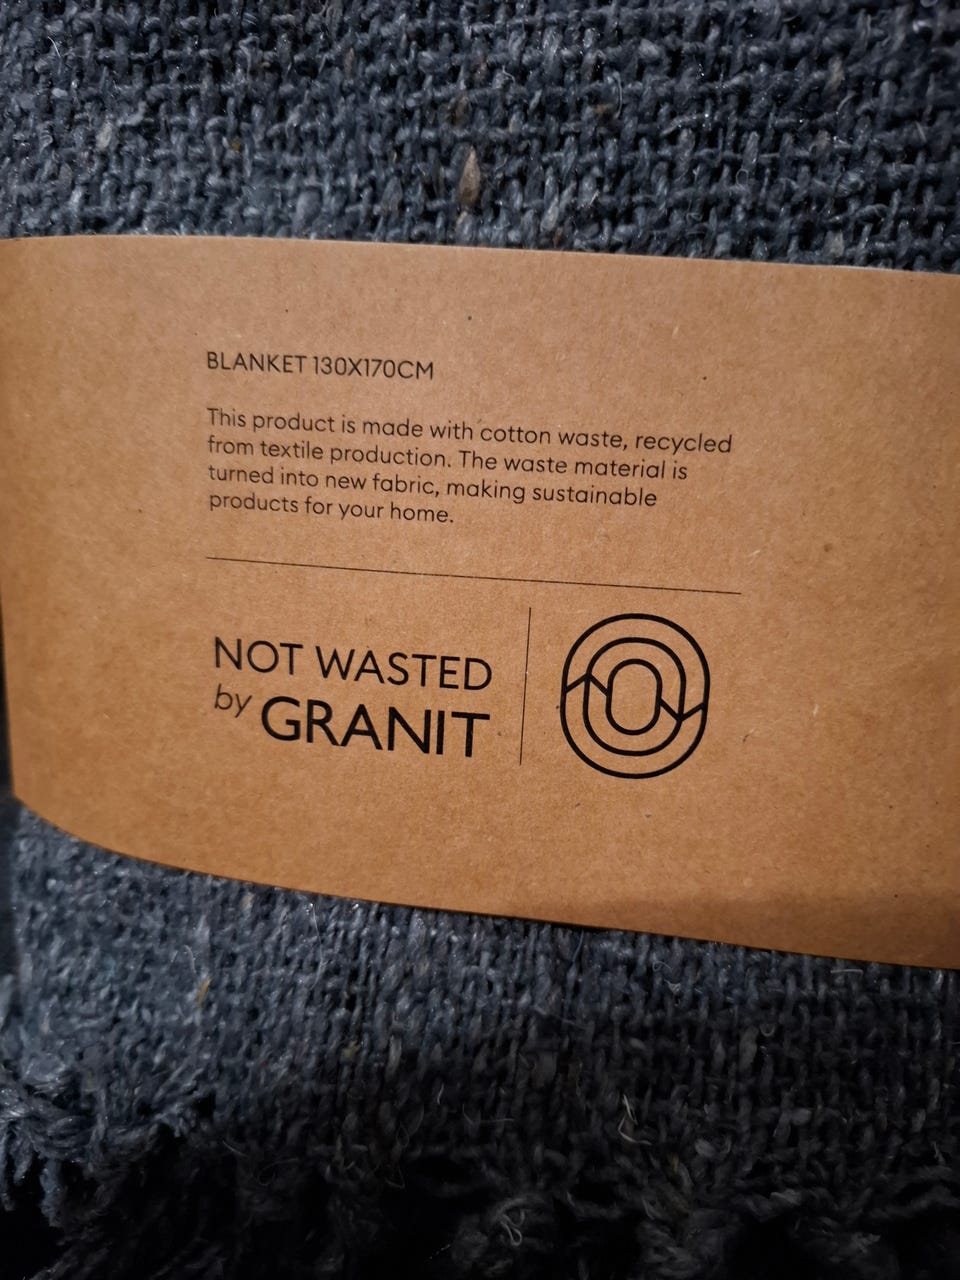 BLANKET 130X170CM
This product is made with cotton waste, recycled
from textile production. The waste material is
turned into new fabric, making sustainable
products for your home.
NOT WASTED
by GRANIT